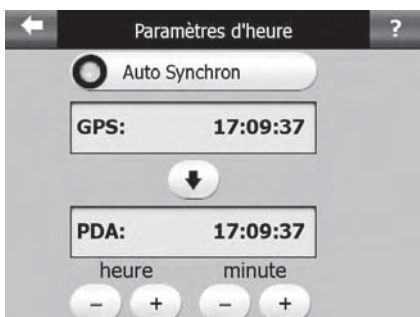 Paramètres d'heure ?
Auto Synchron
GPS: 17:09:37
PDA: 17:09:37
heure minute
- + - +